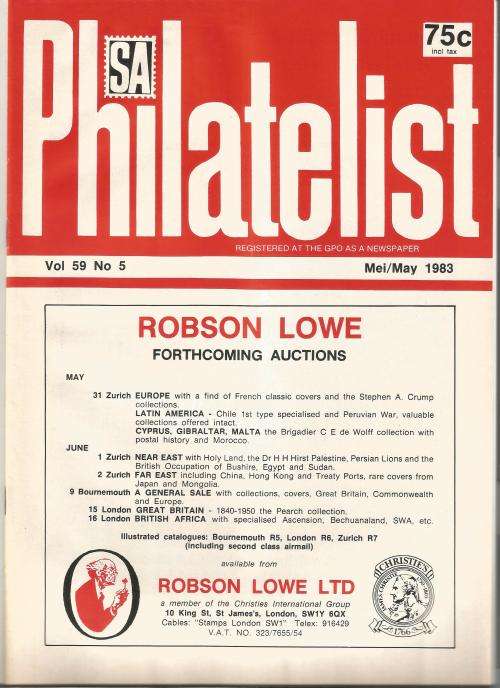 75c
incl tax
SA
Philatelist
REGISTERED AT THE GPO AS A NEWSPAPER
Vol 59 No 5
Mei/May 1983
ROBSON LOWE
FORTHCOMING AUCTIONS
MAY
31 Zurich EUROPE with a find of French classic covers and the Stephen A. Crump
collections.
LATIN AMERICA - Chile 1st type specialised and Peruvian War, valuable
collections offered intact.
CYPRUS, GIBRALTAR, MALTA the Brigadier C E de Wolff collection with
postal history and Morocco.
JUNE
1 Zurich NEAR EAST with Holy Land, the Dr H H Hirst Palestine, Persian Lions and the
British Occupation of Bushire, Egypt and Sudan.
2 Zurich FAR EAST including China, Hong Kong and Treaty Ports, rare covers from
Japan and Mongolia.
9 Bournemouth A GENERAL SALE with collections, covers, Great Britain, Commonwealth
and Europe.
15 London GREAT BRITAIN - 1840-1950 the Pearch collection.
16 London BRITISH AFRICA with specialised Ascension, Bechuanaland, SWA, etc.
Illustrated catalogues: Bournemouth R5, London R6, Zurich R7
(including second class airmail)
available from
ROBSON LOWE LTD
a member of the Christies International Group
10 King St, St James's, London, SW1Y 6QX
Cables: "Stamps London SW1" Telex: 916429
V.A.T. NO. 323/7655/54
CHRISTIE'S
1766